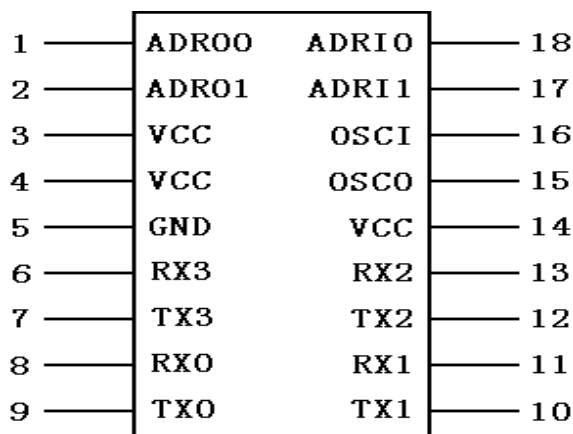 1 ADRO0 ADRI0 18
2 ADRO1 ADRI1 17
3 VCC OSCI 16
4 VCC OSCO 15
5 GND VCC 14
6 RX3 RX2 13
7 TX3 TX2 12
8 RX0 RX1 11
9 TX0 TX1 10